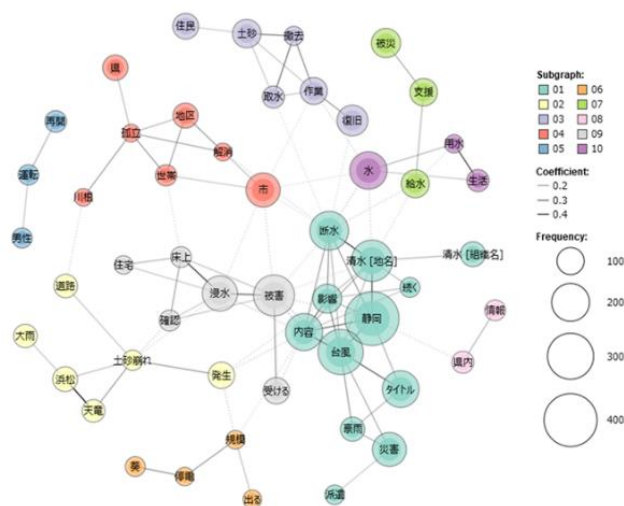 住民
土砂
撤去
取水
作業
復旧
被災
支援
給水
用水
生活
水
県
地区
孤立
解消
世帯
川根
市
再開
運転
男性
断水
清水 [地名]
清水 [組織名]
影響
続く
静岡
内容
台風
タイトル
豪雨
災害
派遣
情報
県内
床上
住宅
浸水
被害
確認
受ける
道路
大雨
土砂崩れ
浜松
天竜
発生
規模
葵
停電
出る
Subgraph:
01
06
02
07
03
08
04
09
05
10
Coefficient:
0.2
0.3
0.4
Frequency:
100
200
300
400